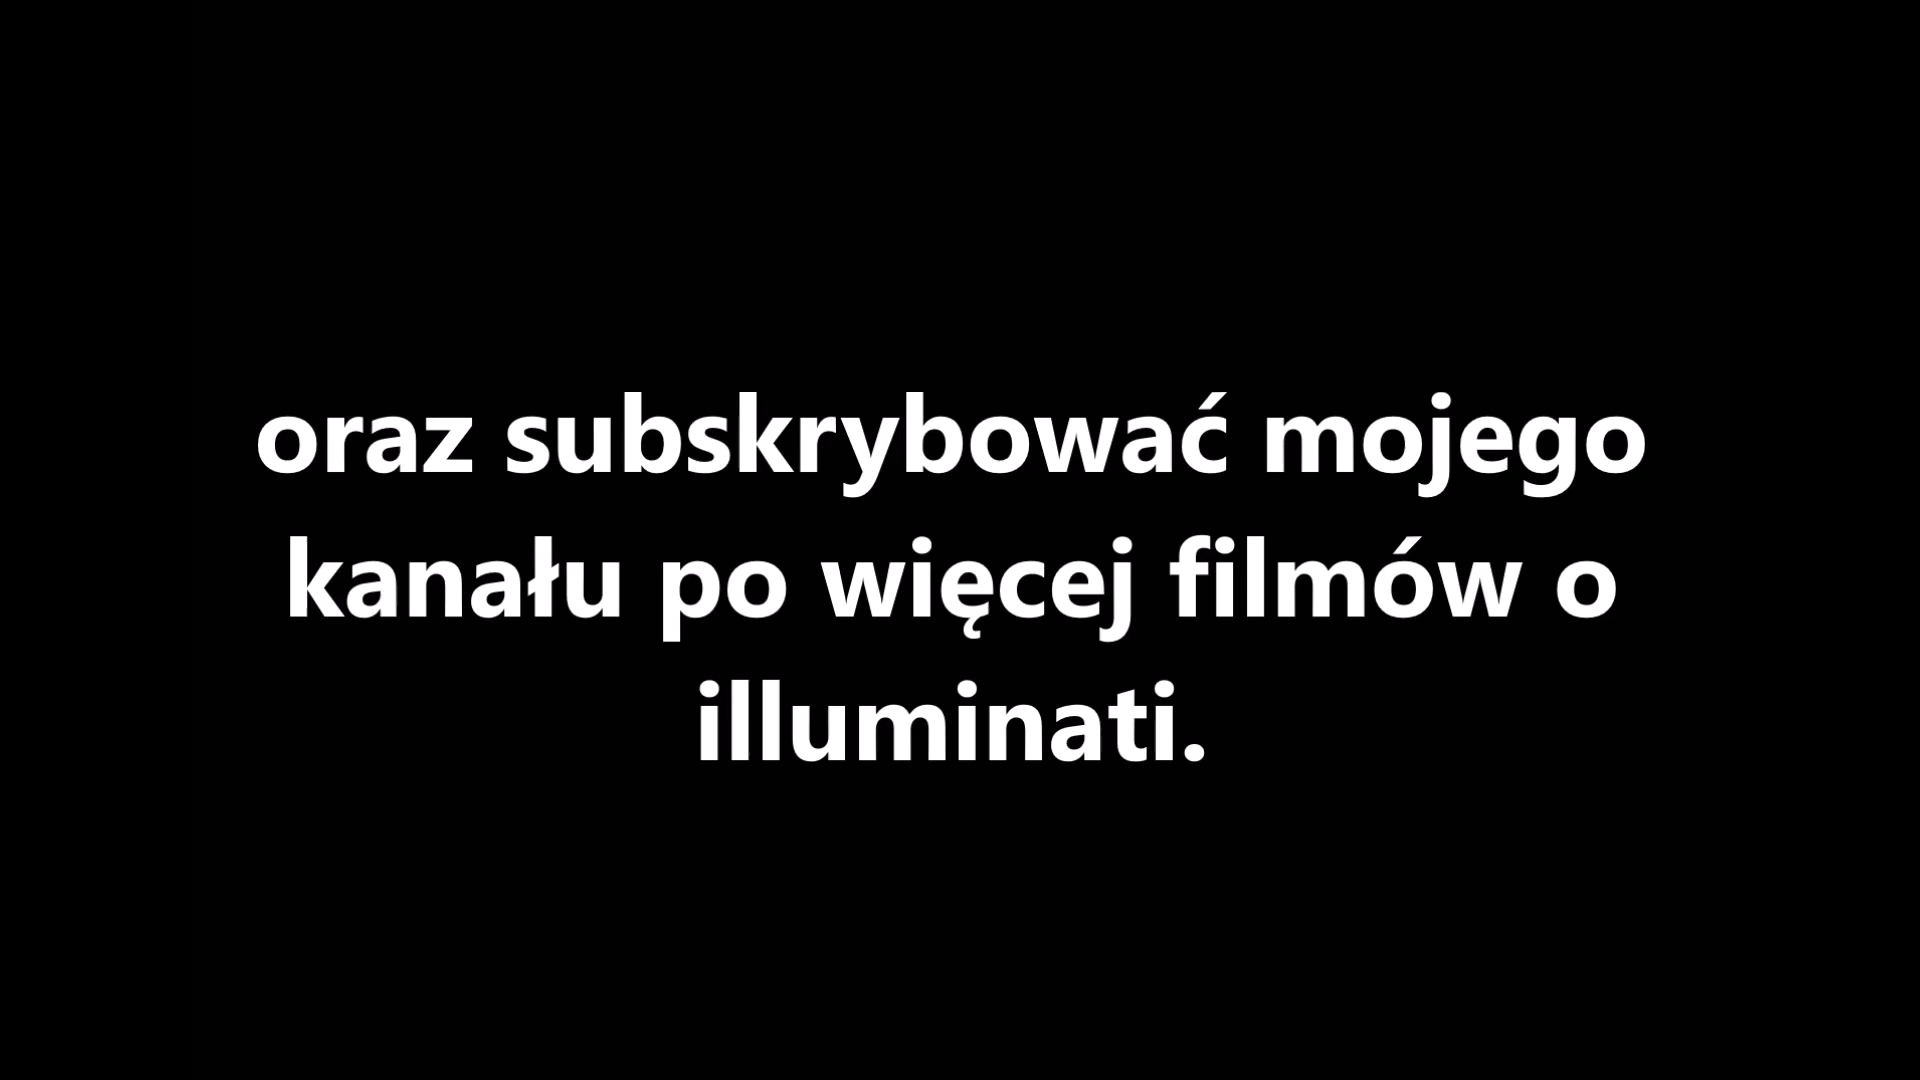 oraz subskrybować mojego
kanału po więcej filmów o
illuminati.